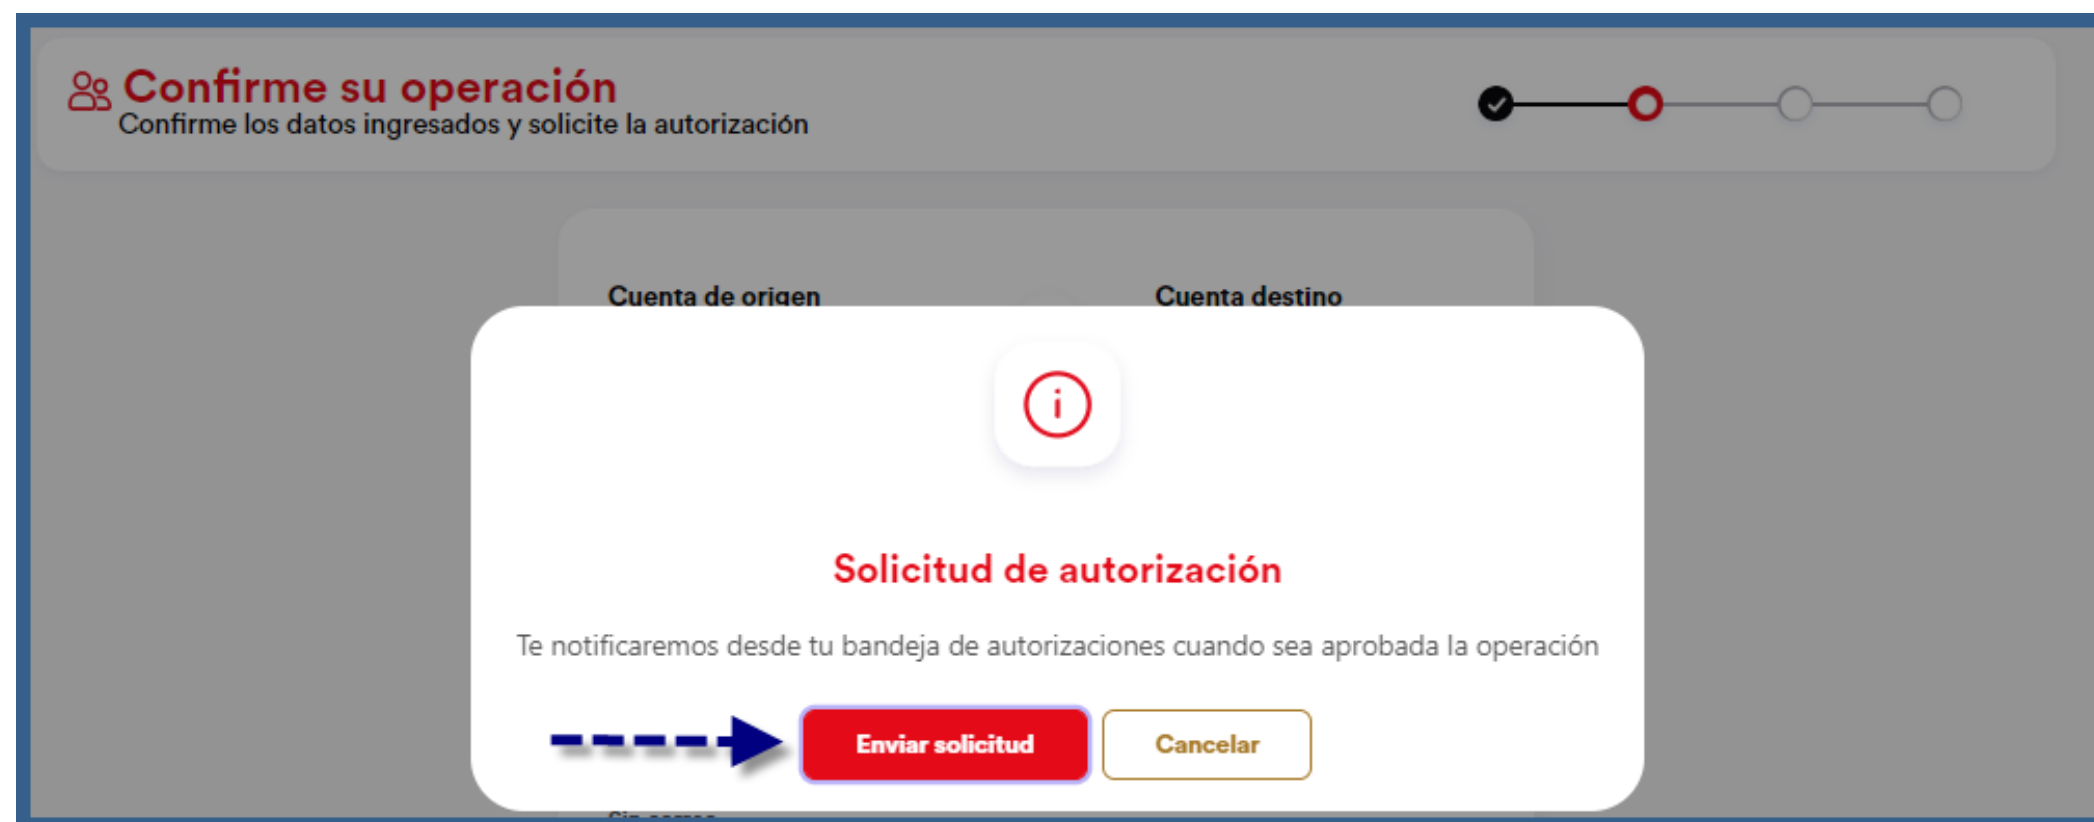 Confirme su operación
Confirme los datos ingresados y solicite la autorización
Cuenta de origen
Cuenta destino
Solicitud de autorización
Te notificaremos desde tu bandeja de autorizaciones cuando sea aprobada la operación
Enviar solicitud
Cancelar